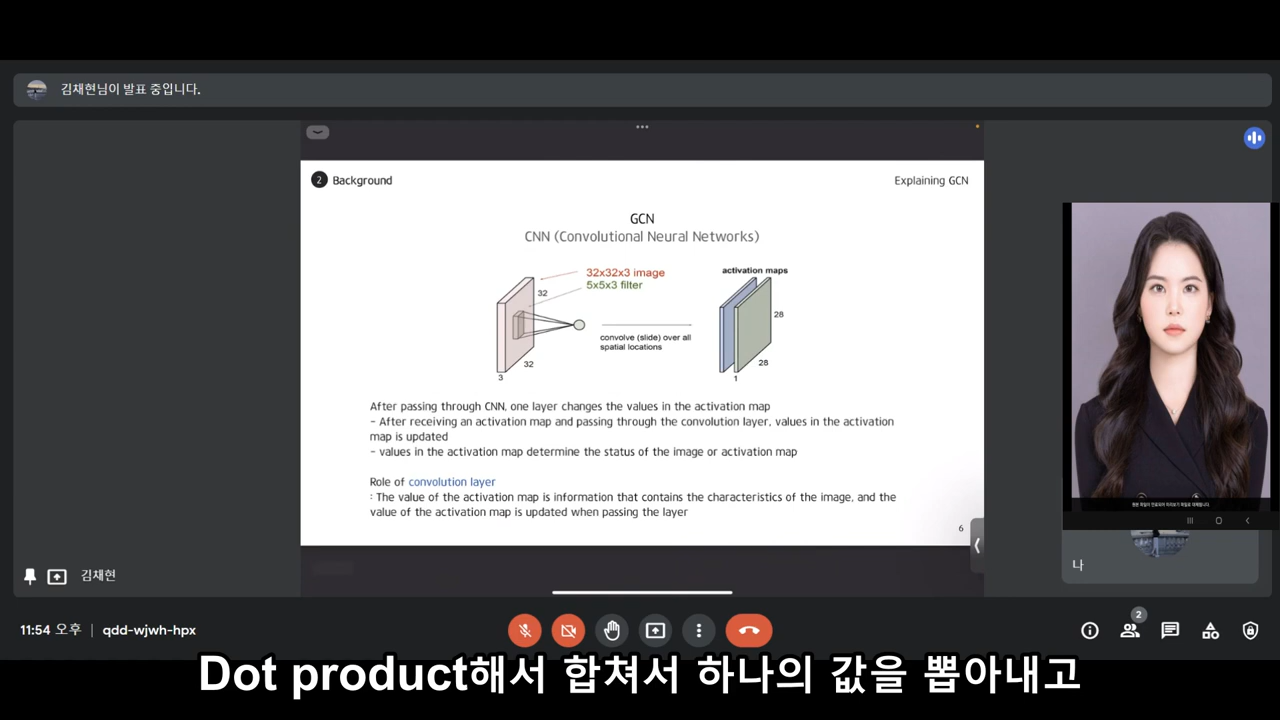 김채현님이 발표 중입니다.
2 Background
Explaining GCN
GCN
CNN (Convolutional Neural Networks)
32x32x3 image
5x5x3 filter
32
32
3
convolve (slide) over all
spatial locations
activation maps
28
28
1
After passing through CNN, one layer changes the values in the activation map
- After receiving an activation map and passing through the convolution layer, values in the activation
map is updated
- values in the activation map determine the status of the image or activation map
Role of convolution layer
: The value of the activation map is information that contains the characteristics of the image, and the
value of the activation map is updated when passing the layer
6
김채현
나
11:54 오후 | qdd-wjwh-hpx
2
Dot product해서 합쳐서 하나의 값을 뽑아내고